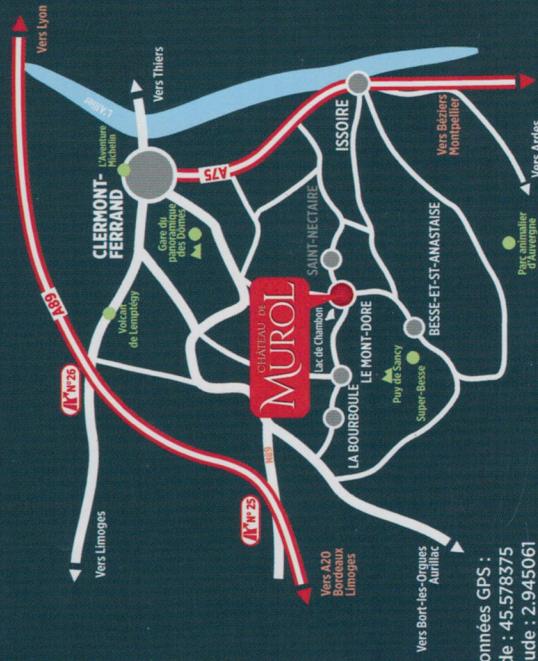 Vers Lyon
A89
N°26
Vers Limoges
Volcan
de Lemptégy
CLERMONT-
FERRAND
L'Aventure
Michelin
Vers Thiers
L'Allier
Gare du
panoramique
des Dômes
A75
N° 25
N89
Vers A20
Bordeaux
Limoges
CHÂTEAU DE
MUROL
SAINT-NECTAIRE
ISSOIRE
Lac de Chambon
LE MONT-DORE
LA BOURBOULE
Puy de Sancy
Super-Besse
BESSE-ET-ST-ANASTAISE
Vers Béziers
Montpellier
Vers Ardes
Parc animalier
d'Auvergne
Vers Bort-les-Orgues
Aurillac
onnées GPS :
de : 45.578375
ude : 2.945061